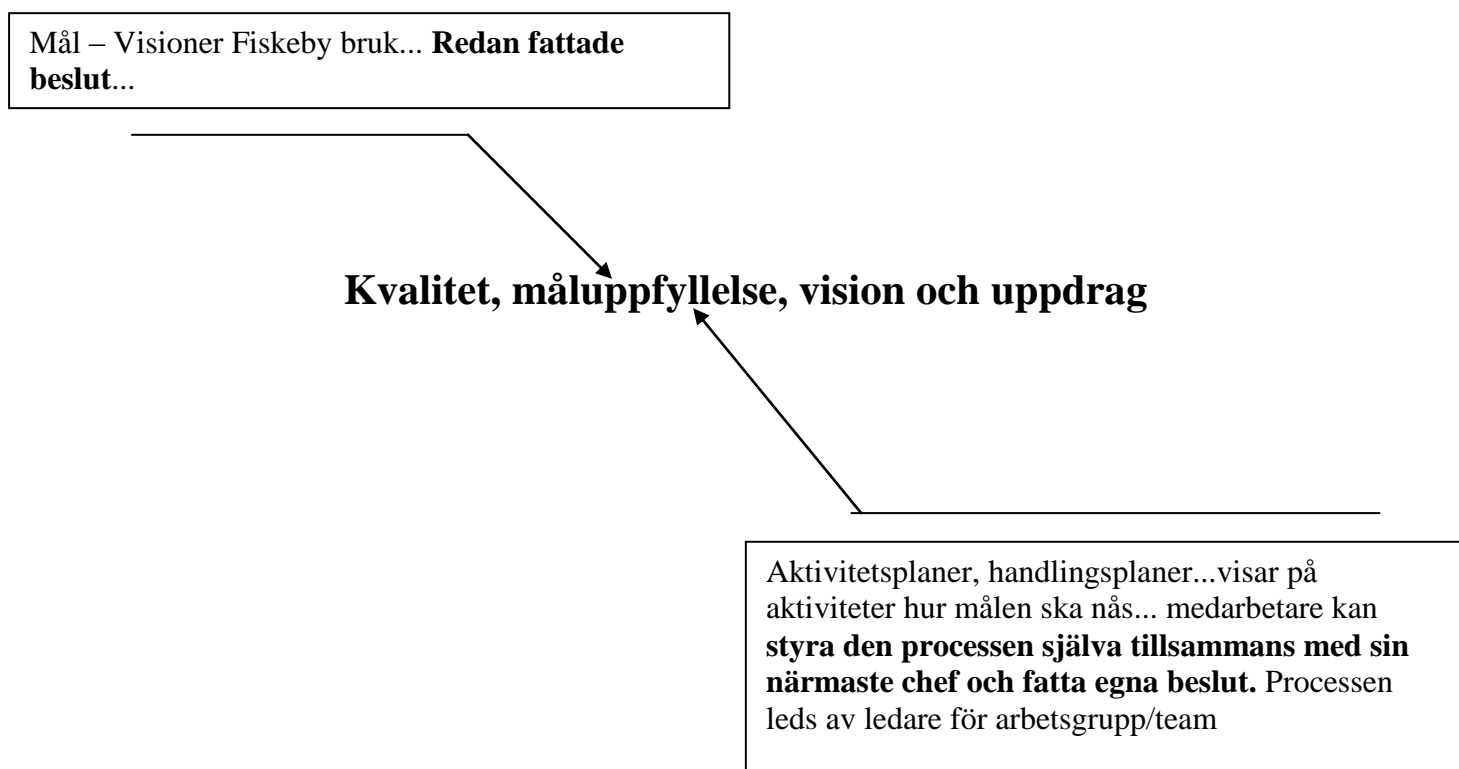 Mål – Visioner Fiskeby bruk... Redan fattade
beslut...
Kvalitet, måluppfyllelse, vision och uppdrag
Aktivitetsplaner, handlingsplaner...visar på
aktiviteter hur målen ska nås... medarbetare kan
styra den processen själva tillsammans med sin
närmaste chef och fatta egna beslut. Processen
leds av ledare för arbetsgrupp/team